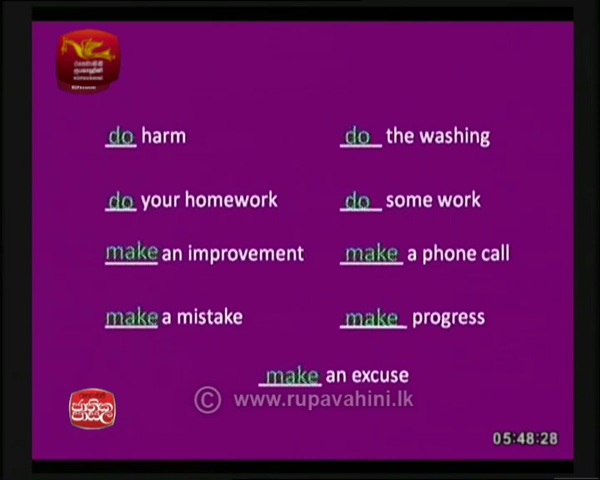 do harm
do the washing
do your homework
do some work
make an improvement
make a phone call
make a mistake
make progress
make an excuse
© www.rupavahini.lk
ජාතික
පාසල
05:48:28